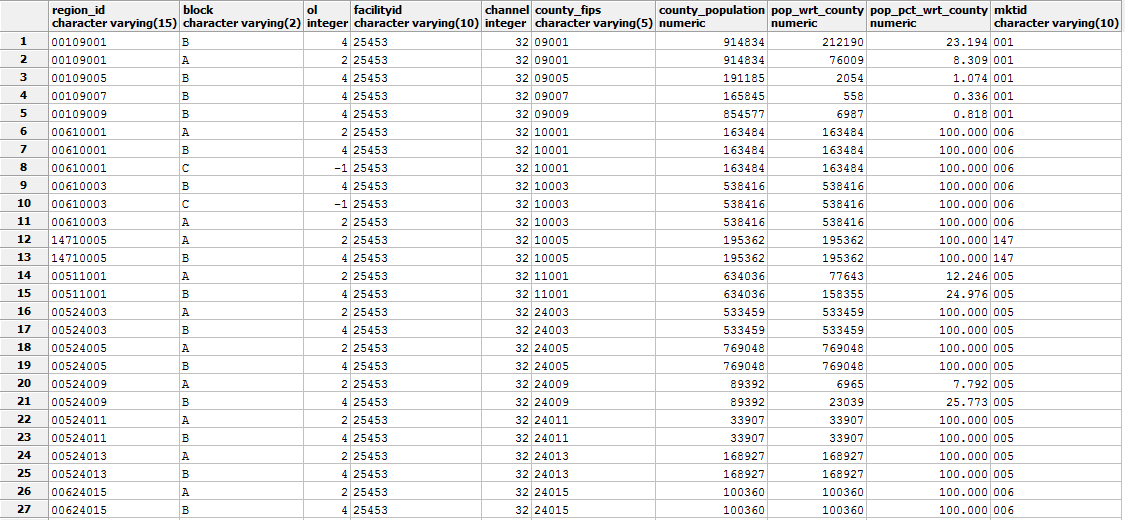 region_id block ol facilityid channel county_fips county_population pop_wrt_county pop_pct_wrt_county mktid
character varying(15) character varying(2) integer character varying(10) integer character varying(5) numeric numeric numeric character varying(10)
1 00109001 B 4 25453 32 09001 914834 212190 23.194 001
2 00109001 A 2 25453 32 09001 914834 76009 8.309 001
3 00109005 B 4 25453 32 09005 191185 2054 1.074 001
4 00109007 B 4 25453 32 09007 165845 558 0.336 001
5 00109009 B 4 25453 32 09009 854577 6987 0.818 001
6 00610001 A 2 25453 32 10001 163484 163484 100.000 006
7 00610001 B 4 25453 32 10001 163484 163484 100.000 006
8 00610001 C -1 25453 32 10001 163484 163484 100.000 006
9 00610003 B 4 25453 32 10003 538416 538416 100.000 006
10 00610003 C -1 25453 32 10003 538416 538416 100.000 006
11 00610003 A 2 25453 32 10003 538416 538416 100.000 006
12 14710005 A 2 25453 32 10005 195362 195362 100.000 147
13 14710005 B 4 25453 32 10005 195362 195362 100.000 147
14 00511001 A 2 25453 32 11001 634036 77643 12.246 005
15 00511001 B 4 25453 32 11001 634036 158355 24.976 005
16 00524003 A 2 25453 32 24003 533459 533459 100.000 005
17 00524003 B 4 25453 32 24003 533459 533459 100.000 005
18 00524005 A 2 25453 32 24005 769048 769048 100.000 005
19 00524005 B 4 25453 32 24005 769048 769048 100.000 005
20 00524009 A 2 25453 32 24009 89392 6965 7.792 005
21 00524009 B 4 25453 32 24009 89392 23039 25.773 005
22 00524011 A 2 25453 32 24011 33907 33907 100.000 005
23 00524011 B 4 25453 32 24011 33907 33907 100.000 005
24 00524013 A 2 25453 32 24013 168927 168927 100.000 005
25 00524013 B 4 25453 32 24013 168927 168927 100.000 005
26 00624015 A 2 25453 32 24015 100360 100360 100.000 006
27 00624015 B 4 25453 32 24015 100360 100360 100.000 006